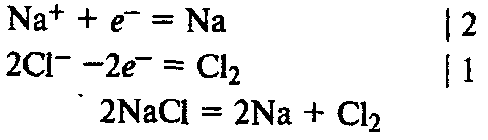 Na⁺ + e⁻ = Na | 2
2Cl⁻ −2e⁻ = Cl₂ | 1
2NaCl = 2Na + Cl₂